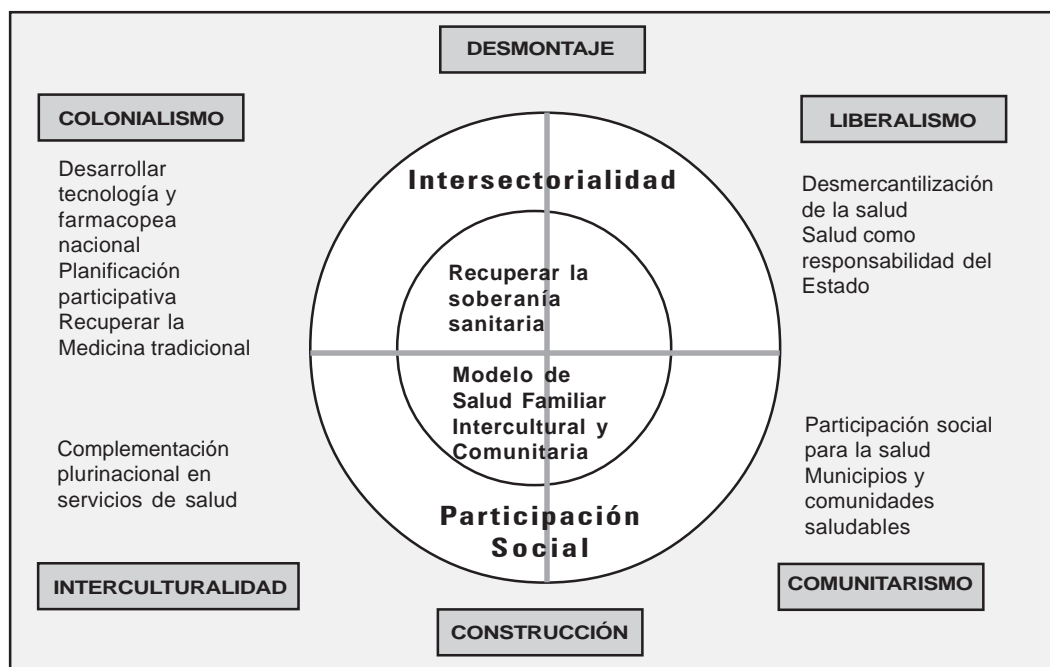 DESMONTAJE
COLONIALISMO
LIBERALISMO
Desarrollar
tecnología y
farmacopea
nacional
Planificación
participativa
Recuperar la
Medicina tradicional
Intersectorialidad
Desmercantilización
de la salud
Salud como
responsabilidad del
Estado
Recuperar la
soberanía
sanitaria
Modelo de
Salud Familiar
Intercultural y
Comunitaria
Complementación
plurinacional en
servicios de salud
Participación social
para la salud
Municipios y
comunidades
saludables
Participación
Social
INTERCULTURALIDAD
COMUNITARISMO
CONSTRUCCIÓN